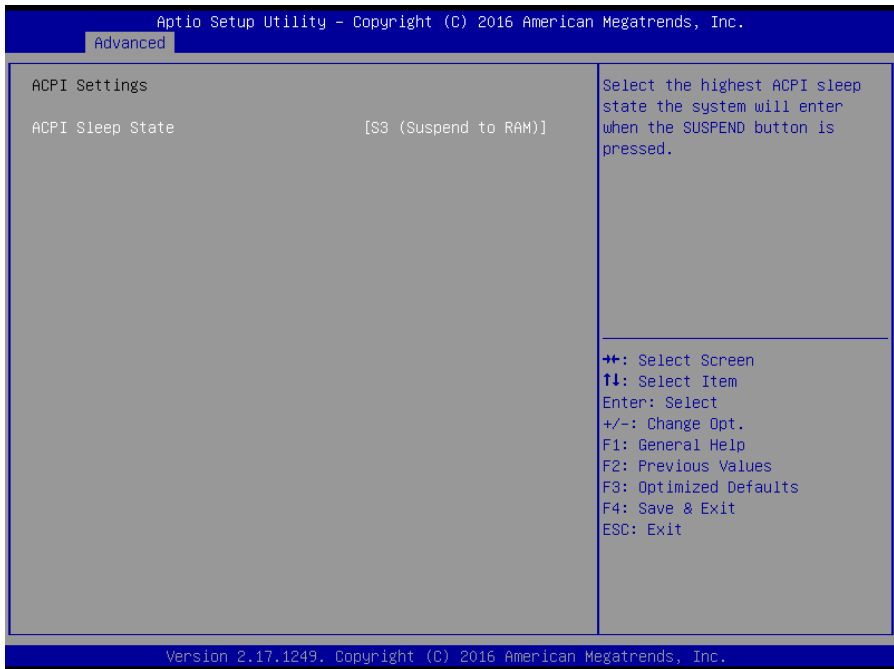 Aptio Setup Utility – Copyright (C) 2016 American Megatrends, Inc.
Advanced
ACPI Settings
ACPI Sleep State [S3 (Suspend to RAM)]
Select the highest ACPI sleep
state the system will enter
when the SUSPEND button is
pressed.
→←: Select Screen
↑↓: Select Item
Enter: Select
+/-: Change Opt.
F1: General Help
F2: Previous Values
F3: Optimized Defaults
F4: Save & Exit
ESC: Exit
Version 2.17.1249. Copyright (C) 2016 American Megatrends, Inc.